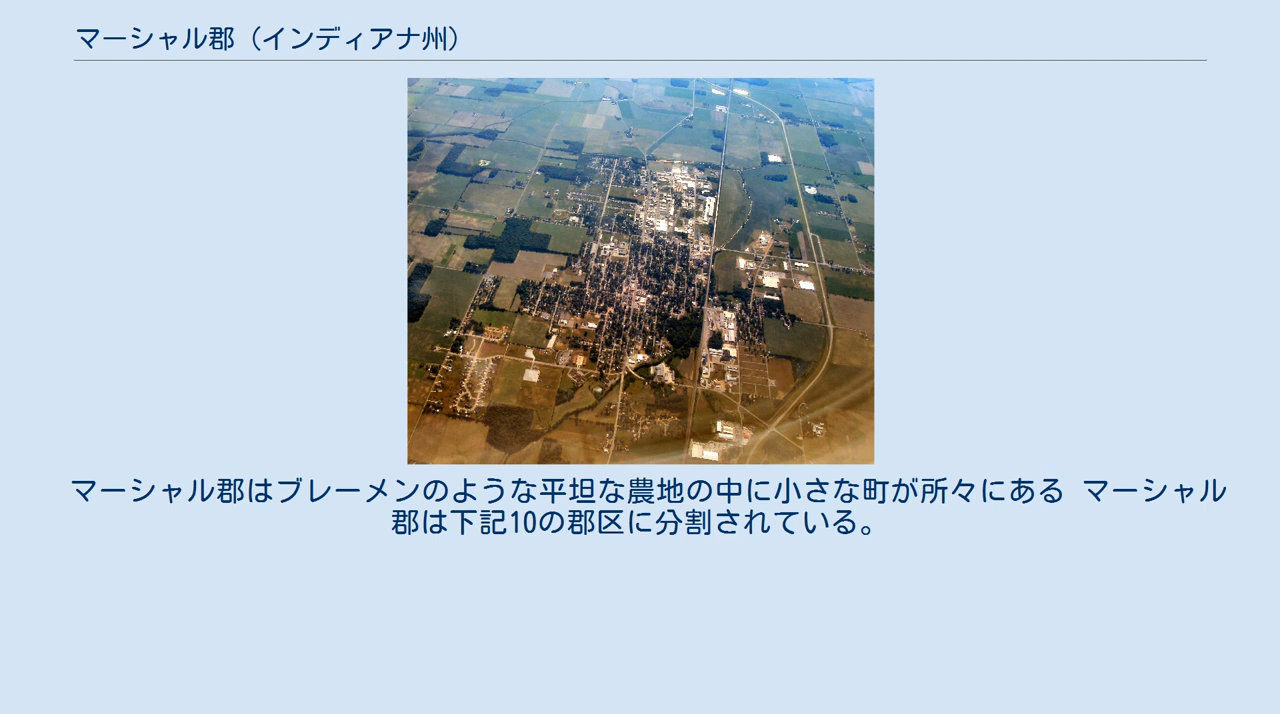 マーシャル郡（インディアナ州）
マーシャル郡はブレーメンのような平坦な農地の中に小さな町が所々にある マーシャル
郡は下記10の郡区に分割されている。